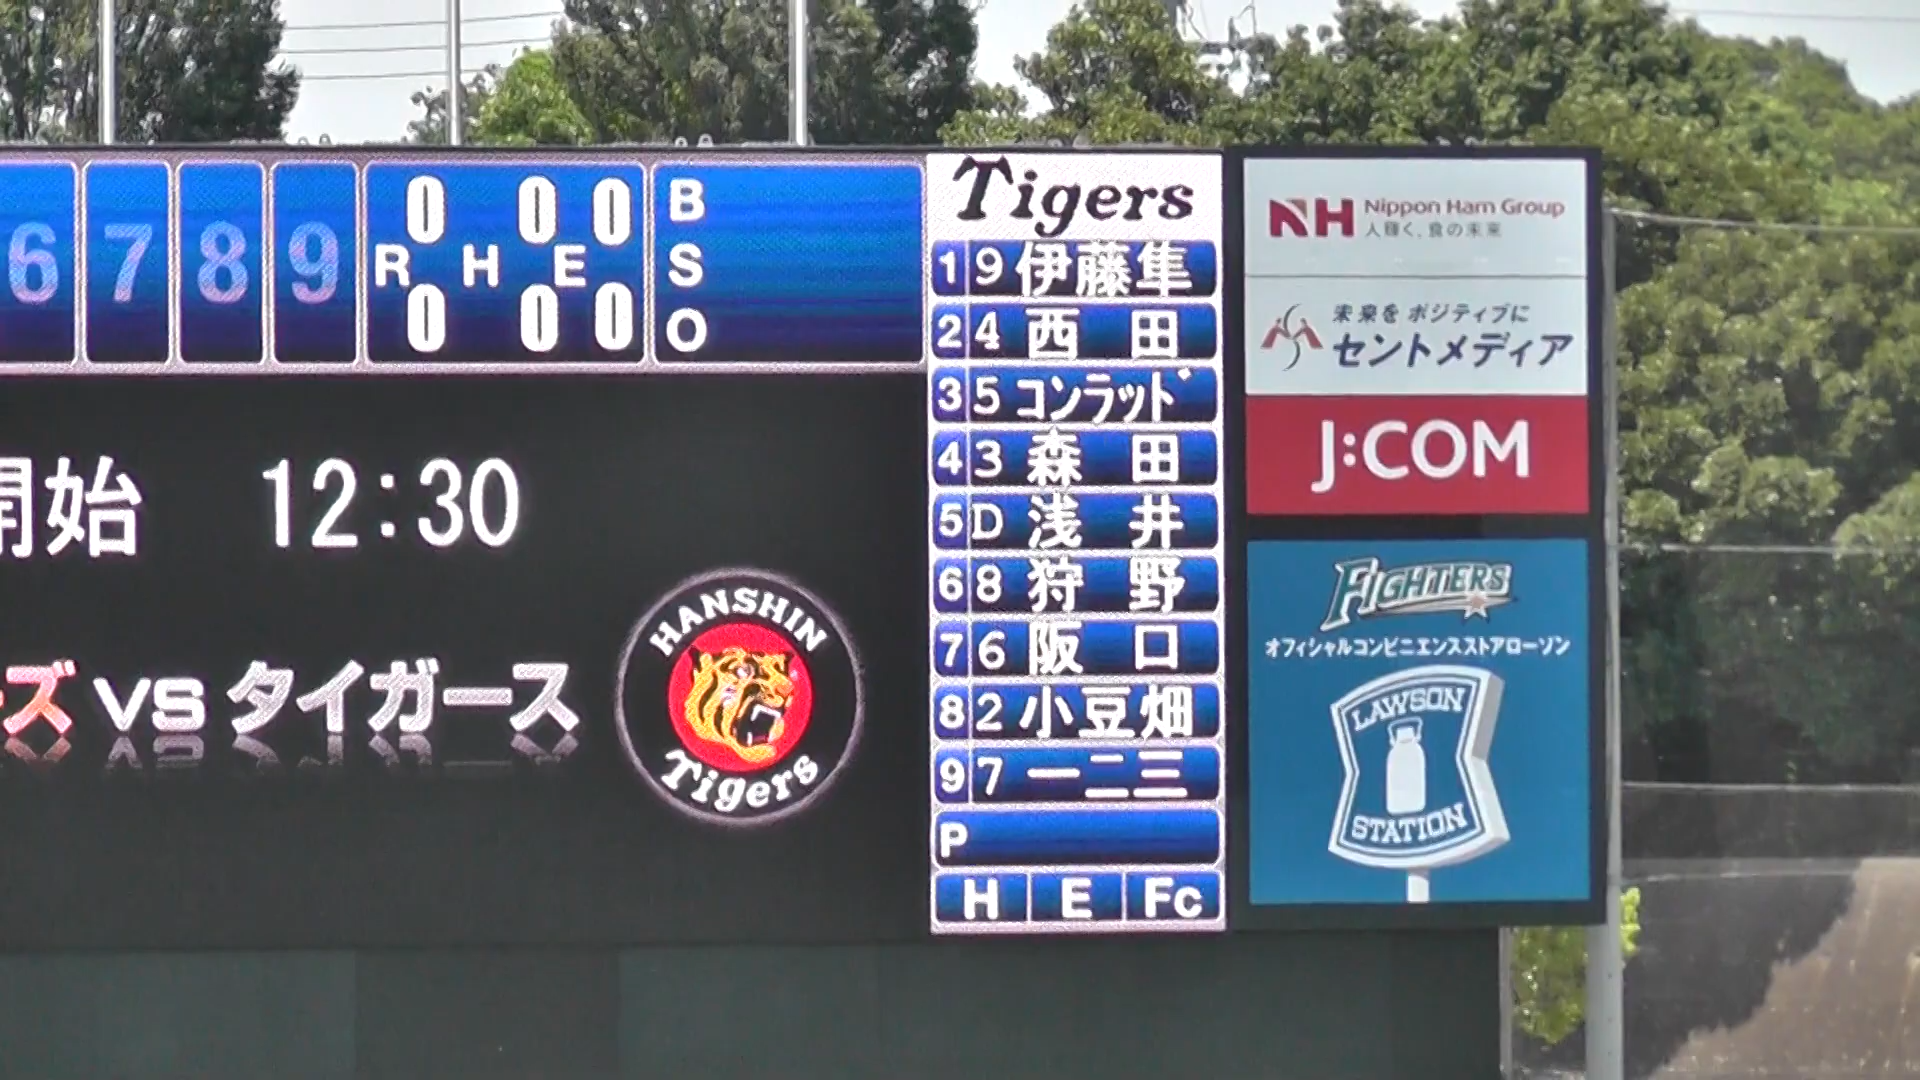 6 7 8 9
0 0 0
R H E
0 0 0
B
S
O
開始 12:30
ーズ VS タイガース
HANSHIN
Tigers
Tigers
1 9 伊藤隼
2 4 西田
3 5 コンラッド
4 3 森田
5 D 浅井
6 8 狩野
7 6 阪口
8 2 小豆畑
9 7 一二三
P
H E Fc
NH Nippon Ham Group
人輝く、食の未来
未来を ポジティブに
セントメディア
J:COM
FIGHTERS
オフィシャルコンビニエンスストアローソン
LAWSON
STATION